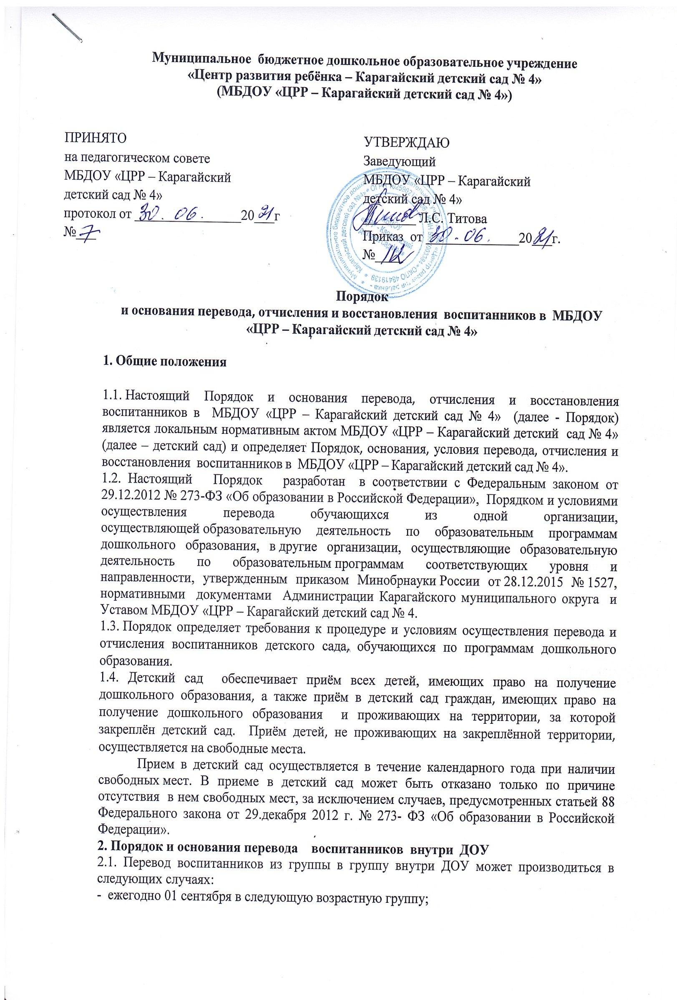 Муниципальное бюджетное дошкольное образовательное учреждение
«Центр развития ребёнка – Карагайский детский сад № 4»
(МБДОУ «ЦРР – Карагайский детский сад № 4»)
ПРИНЯТО
на педагогическом совете
МБДОУ «ЦРР – Карагайский
детский сад № 4»
протокол от 30. 06. 2021г
№ 7
УТВЕРЖДАЮ
Заведующий
МБДОУ «ЦРР – Карагайский
детский сад № 4»
Л.С. Титова
Приказ от 30. 06. 2021г.
№ 112
Порядок
и основания перевода, отчисления и восстановления воспитанников в МБДОУ
«ЦРР – Карагайский детский сад № 4»
1. Общие положения
1.1. Настоящий Порядок и основания перевода, отчисления и восстановления
воспитанников в МБДОУ «ЦРР – Карагайский детский сад № 4» (далее - Порядок)
является локальным нормативным актом МБДОУ «ЦРР – Карагайский детский сад № 4»
(далее – детский сад) и определяет Порядок, основания, условия перевода, отчисления и
восстановления воспитанников в МБДОУ «ЦРР – Карагайский детский сад № 4».
1.2. Настоящий Порядок разработан в соответствии с Федеральным законом от
29.12.2012 № 273-ФЗ «Об образовании в Российской Федерации», Порядком и условиями
осуществления перевода обучающихся из одной организации,
осуществляющей образовательную деятельность по образовательным программам
дошкольного образования, в другие организации, осуществляющие образовательную
деятельность по образовательным программам соответствующих уровня и
направленности, утвержденным приказом Минобрнауки России от 28.12.2015 № 1527,
нормативными документами Администрации Карагайского муниципального округа и
Уставом МБДОУ «ЦРР – Карагайский детский сад № 4.
1.3. Порядок определяет требования к процедуре и условиям осуществления перевода и
отчисления воспитанников детского сада, обучающихся по программам дошкольного
образования.
1.4. Детский сад обеспечивает приём всех детей, имеющих право на получение
дошкольного образования, а также приём в детский сад граждан, имеющих право на
получение дошкольного образования и проживающих на территории, за которой
закреплён детский сад. Приём детей, не проживающих на закреплённой территории,
осуществляется на свободные места.
Прием в детский сад осуществляется в течение календарного года при наличии
свободных мест. В приеме в детский сад может быть отказано только по причине
отсутствия в нем свободных мест, за исключением случаев, предусмотренных статьей 88
Федерального закона от 29.декабря 2012 г. № 273- ФЗ «Об образовании в Российской
Федерации».
2. Порядок и основания перевода воспитанников внутри ДОУ
2.1. Перевод воспитанников из группы в группу внутри ДОУ может производиться в
следующих случаях:
- ежегодно 01 сентября в следующую возрастную группу;